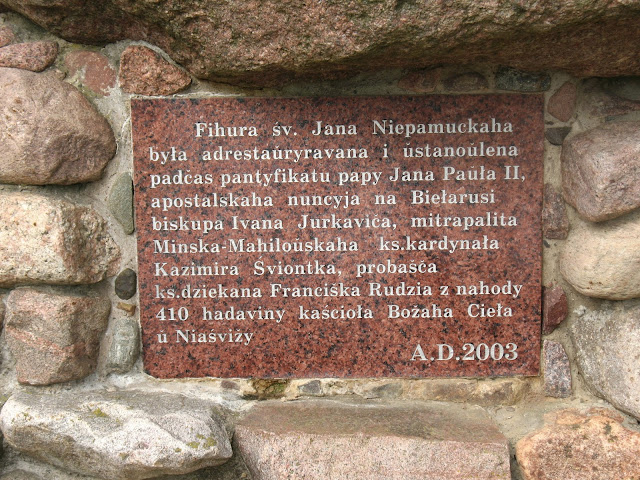 Fihura śv. Jana Niepamuckaha
była adrestaŭryravana i ŭstanoŭlena
padčas pantyfikatu papy Jana Paŭła II,
apostalskaha nuncyja na Biełarusi
biskupa Ivana Jurkaviča, mitrapalita
Minska-Mahiloŭskaha ks.kardynała
Kazimira Śviontka, probašča
ks.dziekana Franciška Rudzia z nahody
410 hadaviny kaścioła Božaha Cieła
ŭ Niaśvižy
A.D.2003